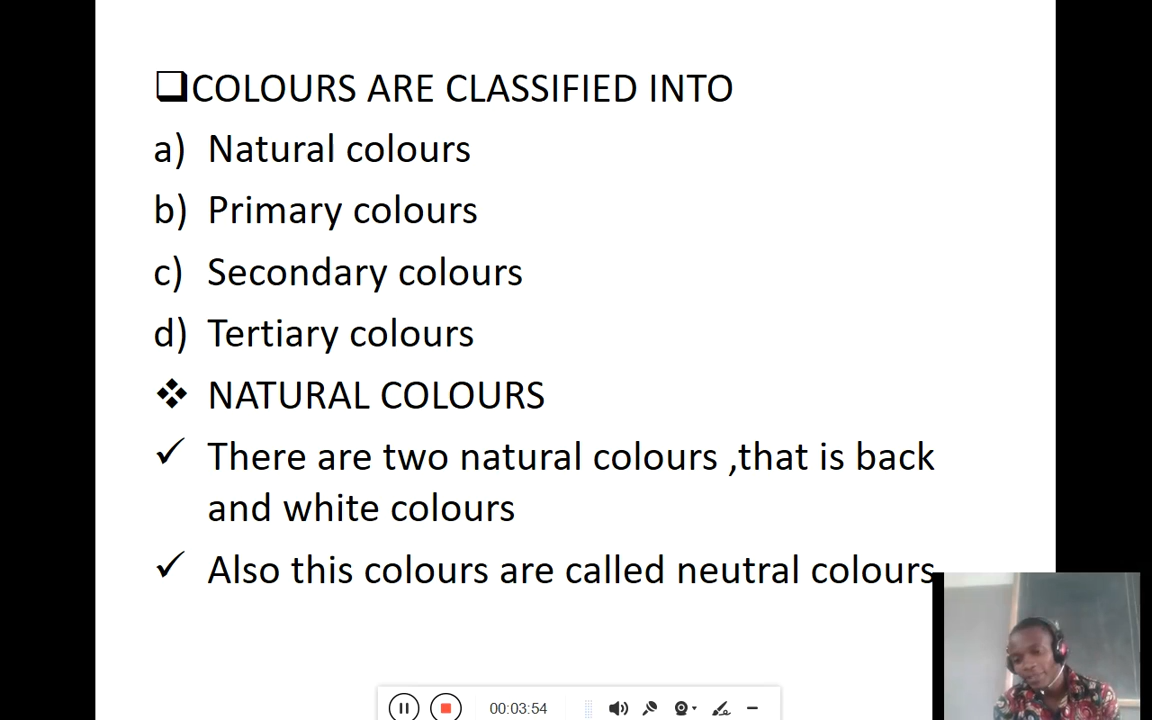 COLOURS ARE CLASSIFIED INTO
a) Natural colours
b) Primary colours
c) Secondary colours
d) Tertiary colours
NATURAL COLOURS
There are two natural colours ,that is back
and white colours
Also this colours are called neutral colours
00:03:54